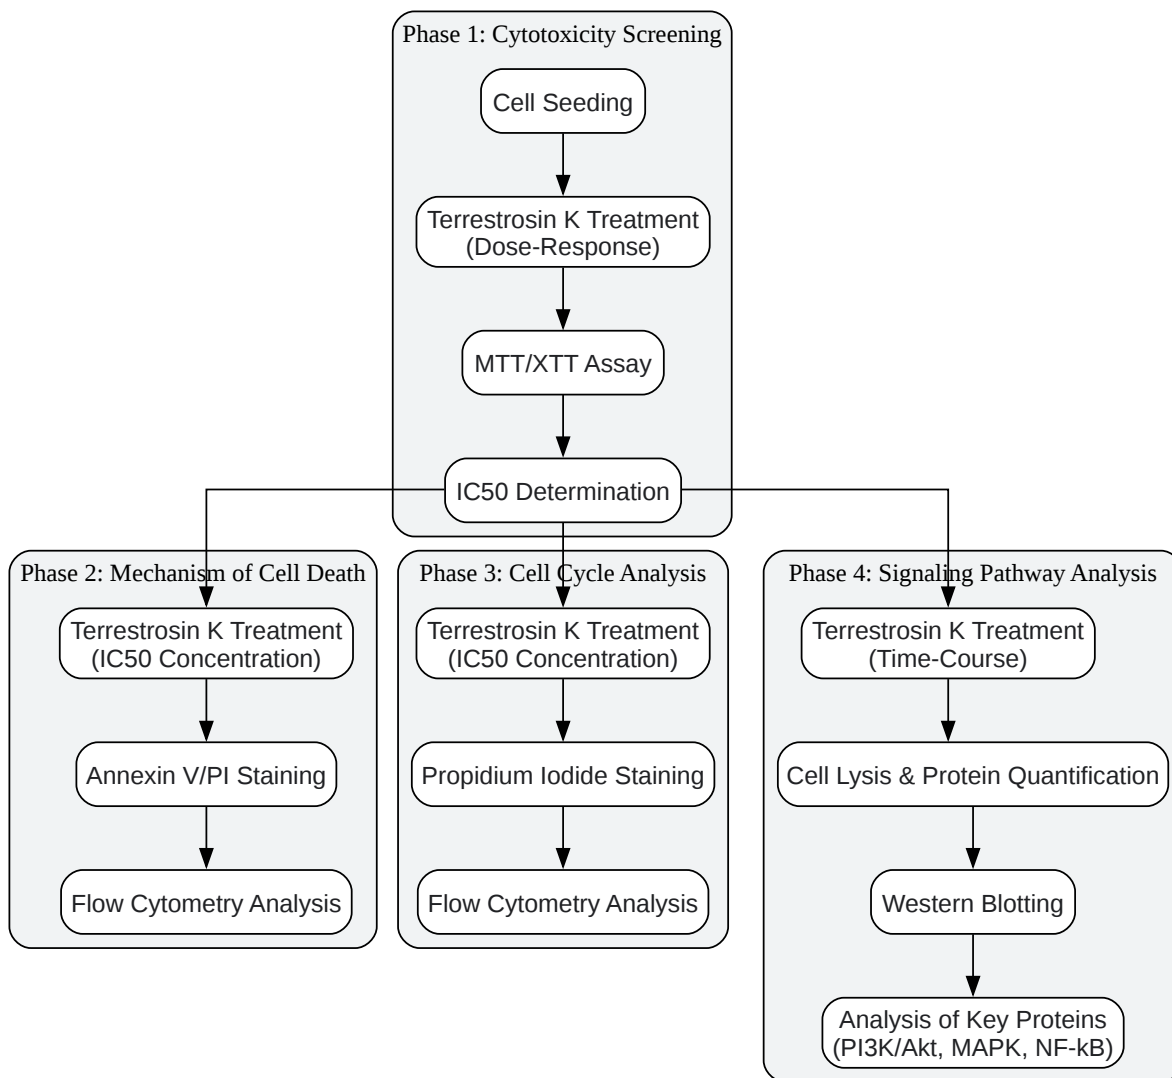 Phase 1: Cytotoxicity Screening
Cell Seeding
Terrestrosin K Treatment
(Dose-Response)
MTT/XTT Assay
IC50 Determination
Phase 2: Mechanism of Cell Death
Terrestrosin K Treatment
(IC50 Concentration)
Annexin V/PI Staining
Flow Cytometry Analysis
Phase 3: Cell Cycle Analysis
Terrestrosin K Treatment
(IC50 Concentration)
Propidium Iodide Staining
Flow Cytometry Analysis
Phase 4: Signaling Pathway Analysis
Terrestrosin K Treatment
(Time-Course)
Cell Lysis & Protein Quantification
Western Blotting
Analysis of Key Proteins
(PI3K/Akt, MAPK, NF-kB)